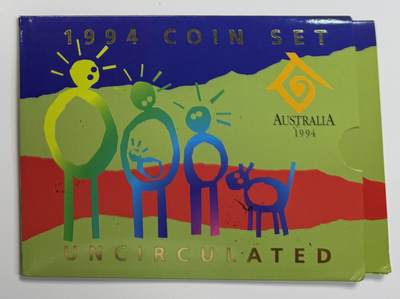 1994 COIN SET
AUSTRALIA
1994
UNCIRCULATED